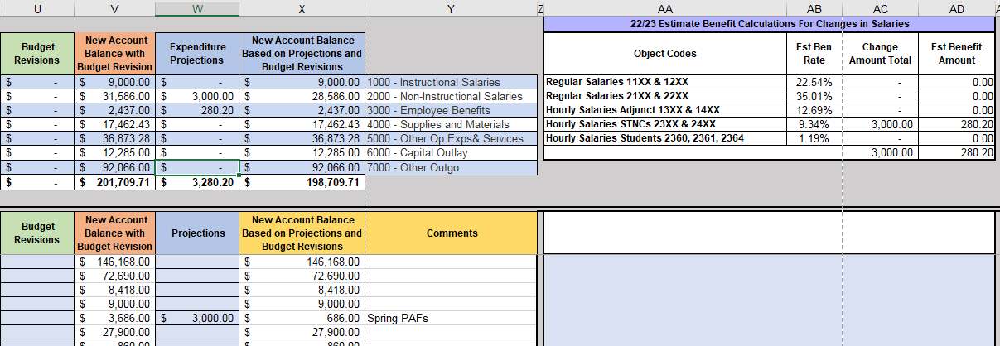 U V W X Y Z AA AB AC AD
22/23 Estimate Benefit Calculations For Changes in Salaries
Budget Revisions New Account Balance with Budget Revision Expenditure Projections New Account Balance Based on Projections and Budget Revisions Object Codes Est Ben Rate Change Amount Total Est Benefit Amount
$ - $ 9,000.00 $ - $ 9,000.00 1000 - Instructional Salaries Regular Salaries 11XX & 12XX 22.54% - 0.00
$ - $ 31,586.00 $ 3,000.00 $ 28,586.00 2000 - Non-Instructional Salaries Regular Salaries 21XX & 22XX 35.01% - 0.00
$ - $ 2,437.00 $ 280.20 $ 2,437.00 3000 - Employee Benefits Hourly Salaries Adjunct 13XX & 14XX 12.69% - 0.00
$ - $ 17,462.43 $ - $ 17,462.43 4000 - Supplies and Materials Hourly Salaries STNCs 23XX & 24XX 9.34% 3,000.00 280.20
$ - $ 36,873.28 $ - $ 36,873.28 5000 - Other Op Exps& Services Hourly Salaries Students 2360, 2361, 2364 1.19% - 0.00
$ - $ 12,285.00 $ - $ 12,285.00 6000 - Capital Outlay 3,000.00 280.20
$ - $ 92,066.00 $ - $ 92,066.00 7000 - Other Outgo
$ - $ 201,709.71 $ 3,280.20 $ 198,709.71
Budget Revisions New Account Balance with Budget Revision Projections New Account Balance Based on Projections and Budget Revisions Comments
$ 146,168.00 $ 146,168.00
$ 72,690.00 $ 72,690.00
$ 8,418.00 $ 8,418.00
$ 9,000.00 $ 9,000.00
$ 3,686.00 $ 3,000.00 $ 686.00 Spring PAFs
$ 27,900.00 $ 27,900.00